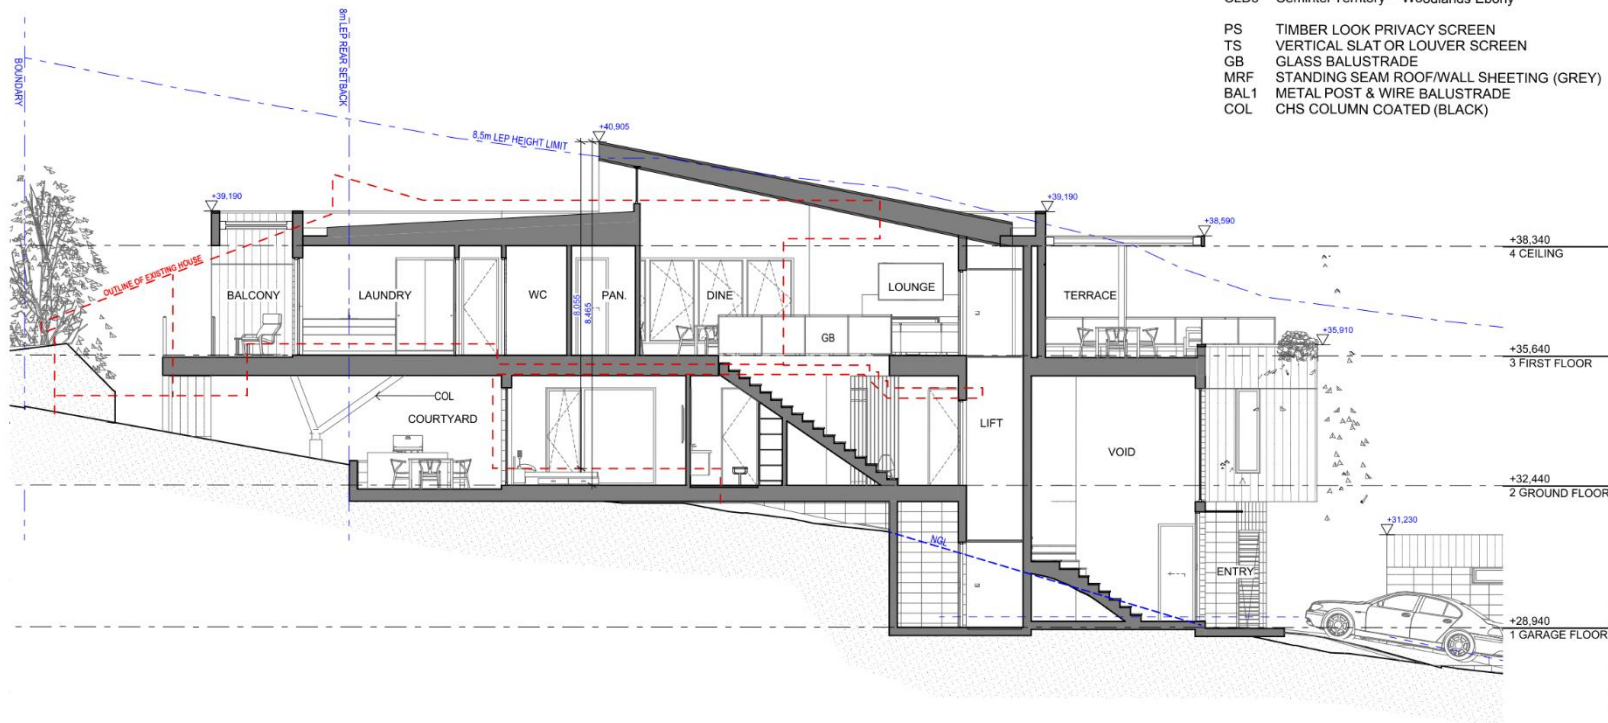 PS TIMBER LOOK PRIVACY SCREEN
TS VERTICAL SLAT OR LOUVER SCREEN
GB GLASS BALUSTRADE
MRF STANDING SEAM ROOF/WALL SHEETING (GREY)
BAL1 METAL POST & WIRE BALUSTRADE
COL CHS COLUMN COATED (BLACK)
BOUNDARY
8m LEP REAR SETBACK
8.5m LEP HEIGHT LIMIT
+40,905
+39,190
+39,190
+38,590
+38,340
4 CEILING
OUTLINE OF EXISTING HOUSE
BALCONY
LAUNDRY
WC
PAN.
8,055
8,465
DINE
LOUNGE
TERRACE
GB
+35,910
+35,640
3 FIRST FLOOR
COL
COURTYARD
LIFT
VOID
+32,440
2 GROUND FLOOR
+31,230
NGL
ENTRY
+28,940
1 GARAGE FLOOR